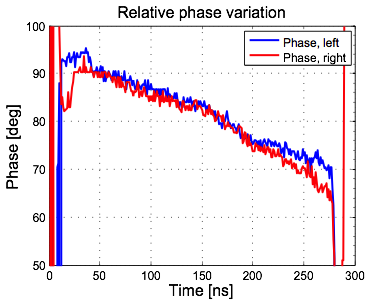 Relative phase variation
Phase, left
Phase, right
Phase [deg]
100
90
80
70
60
50
0
50
100
150
200
250
300
Time [ns]